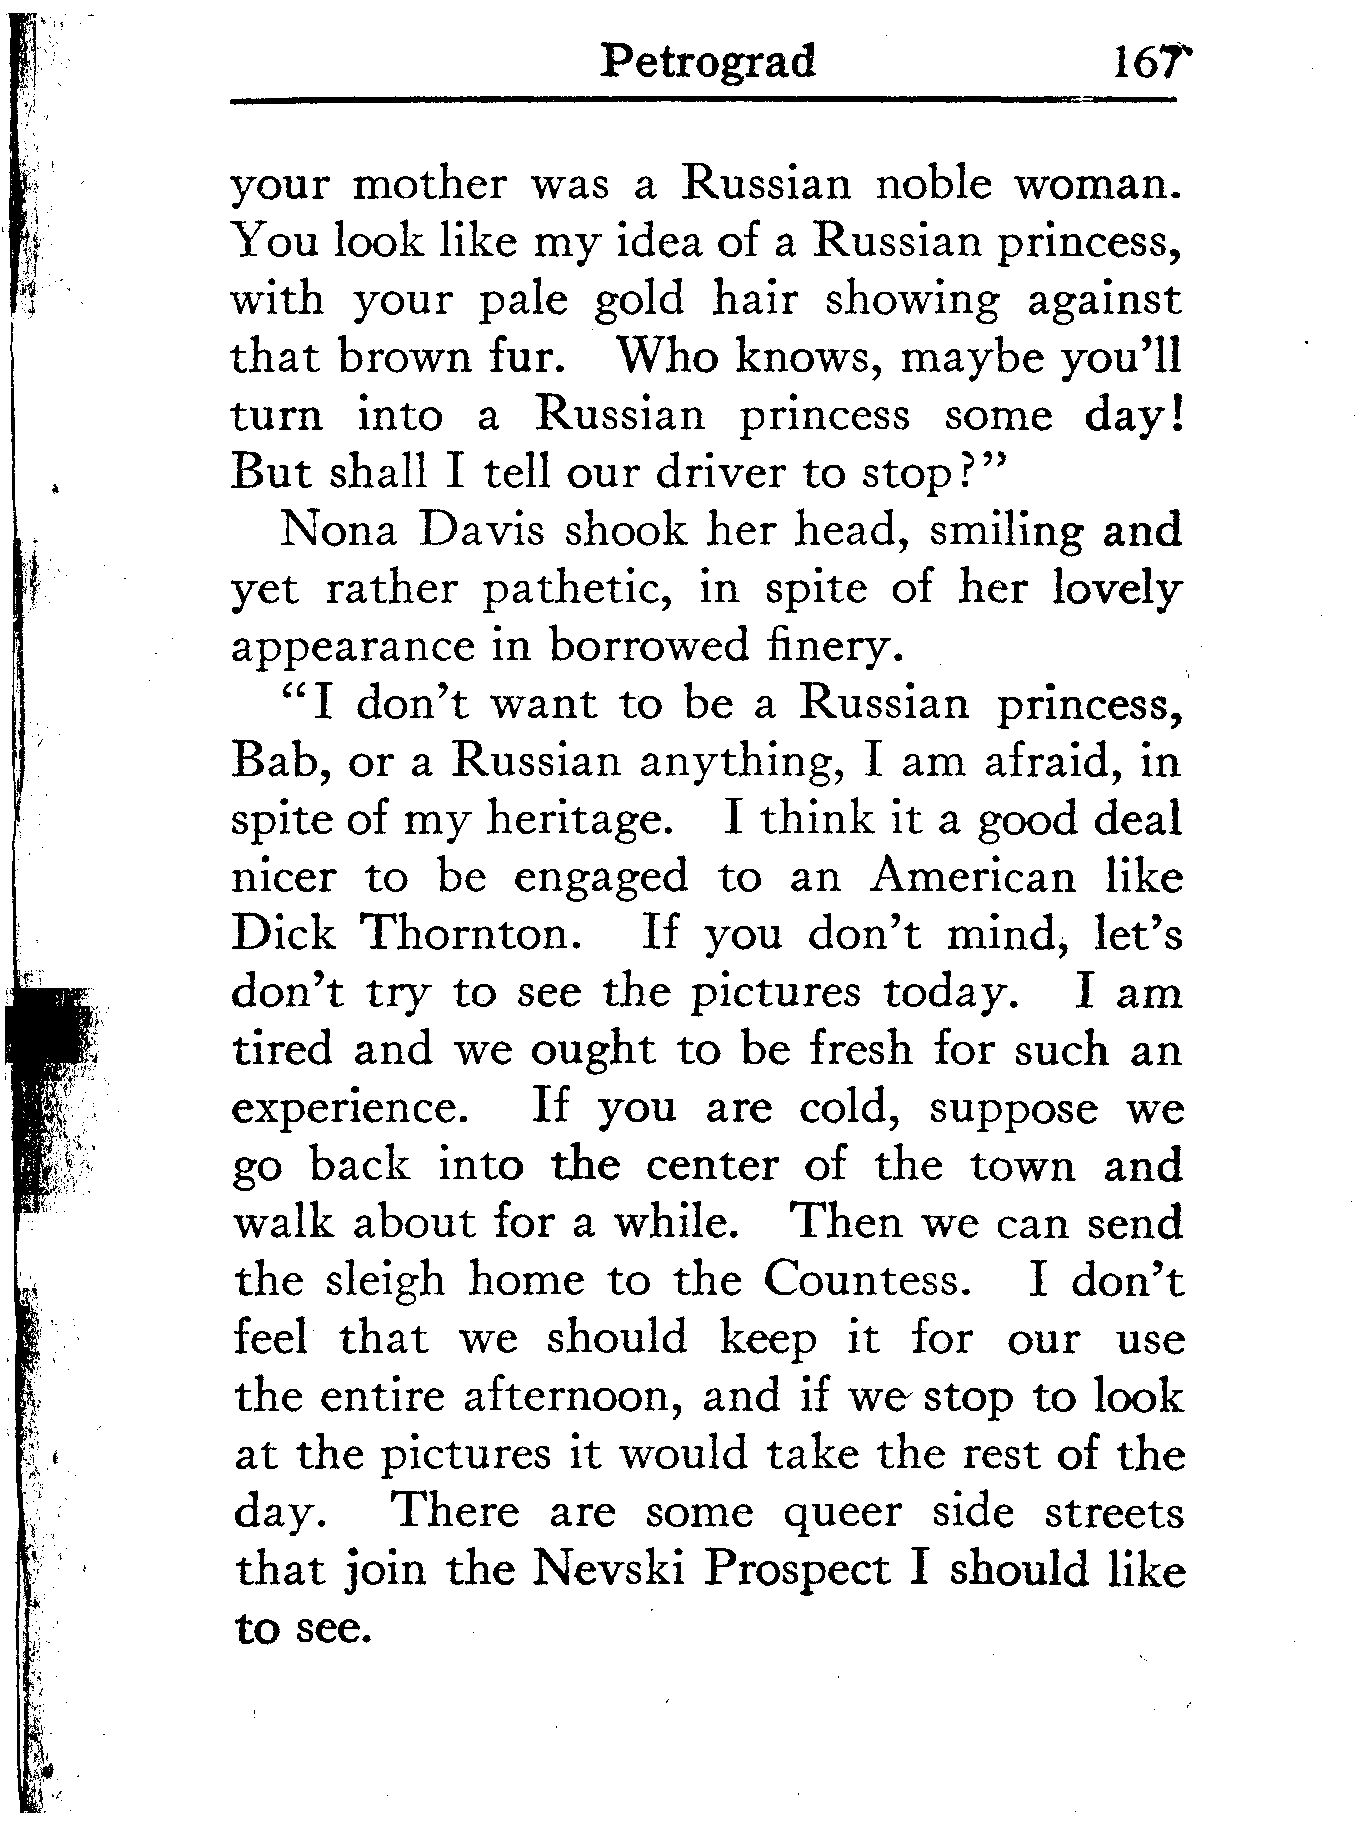 Petrograd 167
your mother was a Russian noble woman.
You look like my idea of a Russian princess,
with your pale gold hair showing against
that brown fur. Who knows, maybe you'll
turn into a Russian princess some day!
But shall I tell our driver to stop?"
Nona Davis shook her head, smiling and
yet rather pathetic, in spite of her lovely
appearance in borrowed finery.
"I don't want to be a Russian princess,
Bab, or a Russian anything, I am afraid, in
spite of my heritage. I think it a good deal
nicer to be engaged to an American like
Dick Thornton. If you don't mind, let's
don't try to see the pictures today. I am
tired and we ought to be fresh for such an
experience. If you are cold, suppose we
go back into the center of the town and
walk about for a while. Then we can send
the sleigh home to the Countess. I don't
feel that we should keep it for our use
the entire afternoon, and if we stop to look
at the pictures it would take the rest of the
day. There are some queer side streets
that join the Nevski Prospect I should like
to see.